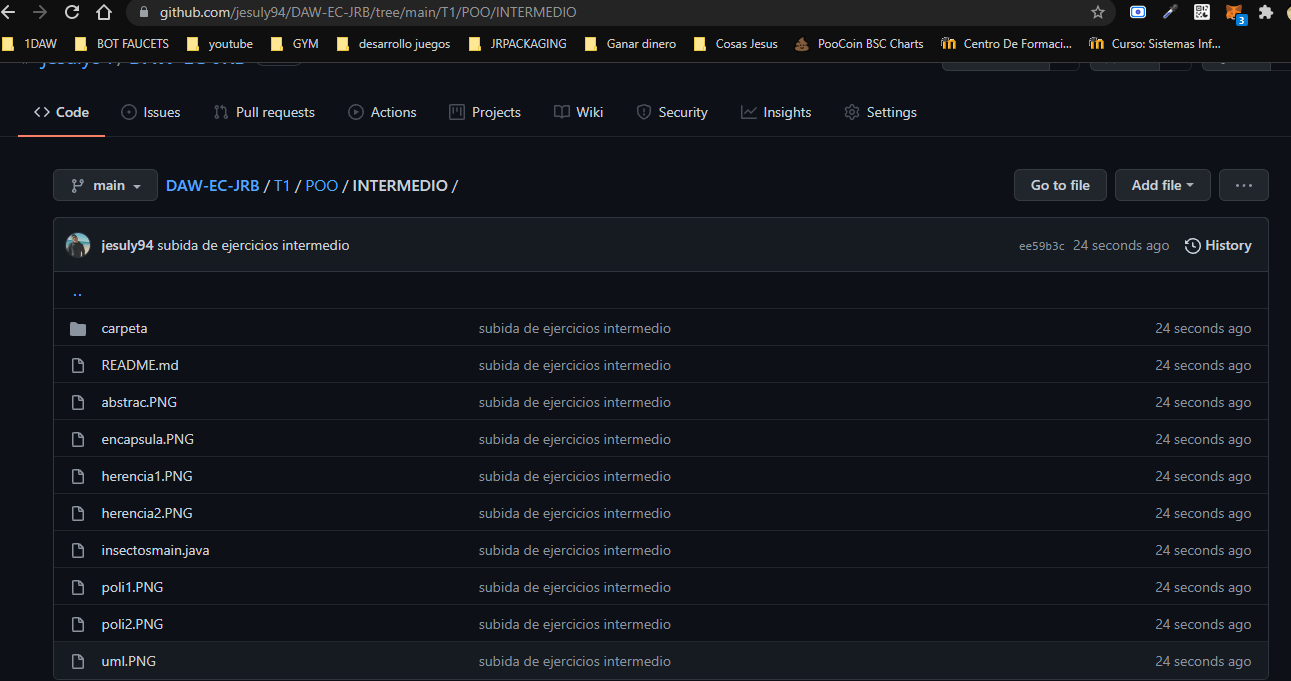 github.com/jesuly94/DAW-EC-JRB/tree/main/T1/POO/INTERMEDIO
3
1DAW BOT FAUCETS youtube GYM desarrollo juegos JRPACKAGING Ganar dinero Cosas Jesus PooCoin BSC Charts Centro De Formaci... Curso: Sistemas Inf...
Code Issues Pull requests Actions Projects Wiki Security Insights Settings
main DAW-EC-JRB / T1 / POO / INTERMEDIO / Go to file Add file ...
jesuly94 subida de ejercicios intermedio ee59b3c 24 seconds ago History
..
carpeta subida de ejercicios intermedio 24 seconds ago
README.md subida de ejercicios intermedio 24 seconds ago
abstrac.PNG subida de ejercicios intermedio 24 seconds ago
encapsula.PNG subida de ejercicios intermedio 24 seconds ago
herencia1.PNG subida de ejercicios intermedio 24 seconds ago
herencia2.PNG subida de ejercicios intermedio 24 seconds ago
insectosmain.java subida de ejercicios intermedio 24 seconds ago
poli1.PNG subida de ejercicios intermedio 24 seconds ago
poli2.PNG subida de ejercicios intermedio 24 seconds ago
uml.PNG subida de ejercicios intermedio 24 seconds ago